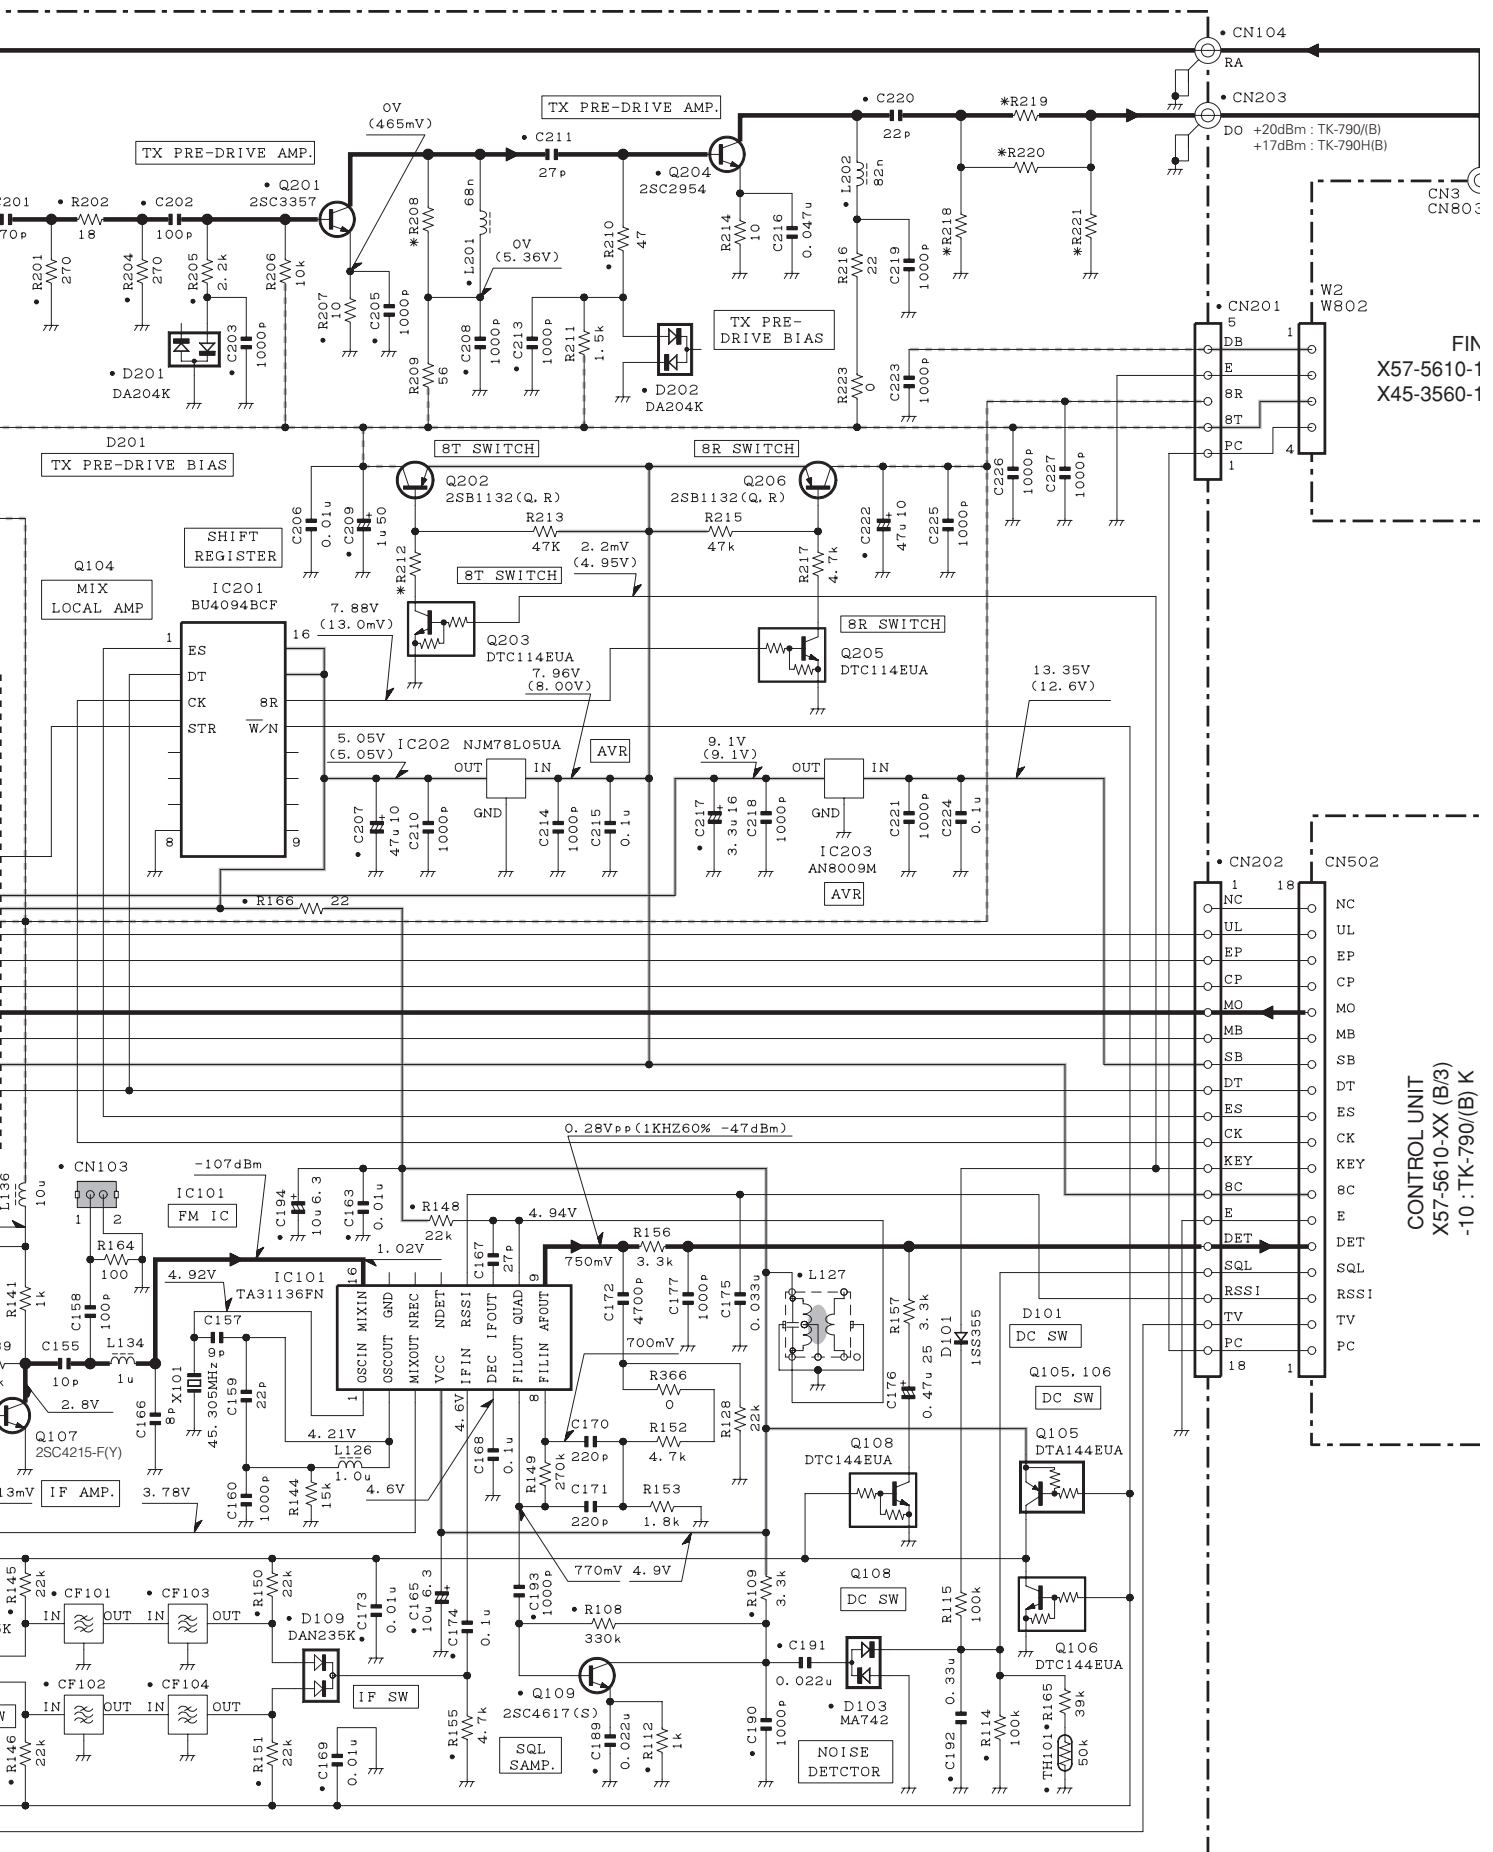 • CN104
RA
• CN203
DO +20dBm : TK-790/(B)
+17dBm : TK-790H(B)
0V
(465mV)
TX PRE-DRIVE AMP.
TX PRE-DRIVE AMP.
• C211
27p
• C220
22p
*R219
*R220
• Q201
2SC3357
• Q204
2SC2954
C201
70p
• R202
18
• C202
100p
• R201
270
• R204
270
• R205
2.2k
R206
10k
• R207
10
• C205
1000p
*R208
68n
• L201
0V
(5.36V)
• R210
47
R214
10
C216
0.047u
• L202
82n
R216
22
C219
1000p
*R218
*R221
CN3
CN803
W2
W802
• C203
1000p
• D201
DA204K
R209
56
• C208
1000p
• C213
1000p
R211
1.5k
• D202
DA204K
TX PRE-
DRIVE BIAS
R223
0
C223
1000p
• CN201
5
DB
E
8R
8T
PC
1
1
4
FIN
X57-5610-1
X45-3560-1
D201
TX PRE-DRIVE BIAS
8T SWITCH
8R SWITCH
Q202
2SB1132(Q,R)
Q206
2SB1132(Q,R)
C226
1000p
C227
1000p
C206
0.01u
• C209
1u50
R213
47K
R215
47k
• C222
47u10
C225
1000p
SHIFT
REGISTER
*R212
8T SWITCH
2.2mV
(4.95V)
R217
4.7k
Q104
MIX
LOCAL AMP
IC201
BU4094BCF
7.88V
(13.0mV)
Q203
DTC114EUA
8R SWITCH
Q205
DTC114EUA
1
16
ES
DT
CK
8R
STR
W/N
8
9
7.96V
(8.00V)
13.35V
(12.6V)
5.05V
(5.05V)
IC202 NJM78L05UA
AVR
OUT
IN
GND
9.1V
(9.1V)
OUT
IN
GND
• C207
47u10
C210
1000p
C214
1000p
C215
0.1u
• C217
3.3u16
C218
1000p
C221
1000p
C224
0.1u
IC203
AN8009M
AVR
• R166
22
• CN202
CN502
1
18
NC
NC
UL
UL
EP
EP
CP
CP
MO
MO
MB
MB
SB
SB
DT
DT
ES
ES
CK
CK
KEY
KEY
8C
8C
E
E
DET
DET
SQL
SQL
RSSI
RSSI
TV
TV
PC
PC
18
1
CONTROL UNIT
X57-5610-XX (B/3)
-10 : TK-790/(B) K
0.28Vpp(1KHZ60% -47dBm)
L136
10u
• CN103
1
2
-107dBm
IC101
FM IC
• C194
10u6.3
C163
0.01u
• R148
22k
4.94V
1.02V
C167
27p
750mV
R156
3.3k
R141
1k
R164
100
C158
100p
4.92V
IC101
TA31136FN
C157
9p
16
9
OSCIN MIXIN
OSCOUT GND
MIXOUT NREC
VCC NDET
IFIN RSSI
DEC IFOUT
FILOUT QUAD
FILIN AFOUT
1
8
C172
4700p
C177
1000p
C175
0.033u
• L127
R157
3.3k
D101
1SS355
D101
DC SW
C155
10p
L134
1u
X101
45.305MHz
C159
22p
700mV
R366
0
R128
22k
C176
0.47u25
Q105,106
DC SW
2.8V
C166
8p
Q107
2SC4215-F(Y)
4.21V
L126
1.0u
4.6V
C168
0.1u
R149
270k
C170
220p
R152
4.7k
Q108
DTC144EUA
Q105
DTA144EUA
13mV
IF AMP.
3.78V
C160
1000p
R144
15k
4.6V
C171
220p
R153
1.8k
770mV
4.9V
• R145
22k
• CF101
• CF103
IN
OUT
IN
OUT
• R150
22k
• D109
DAN235K
• C173
0.01u
• C165
10u6.3
• C174
0.1u
• C193
1000p
• R108
330k
• R109
3.3k
Q108
DC SW
R115
100k
Q106
DTC144EUA
• CF102
• CF104
IN
OUT
IN
OUT
IF SW
• Q109
2SC4617(S)
• C191
0.022u
• D103
MA742
0.33u
• C192
• R114
100k
• R165
39k
• TH101
50k
• R146
22k
• R151
22k
• C169
0.01u
• R155
4.7k
SQL
SAMP.
• C189
0.022u
• R112
1k
• C190
1000p
NOISE
DETCTOR